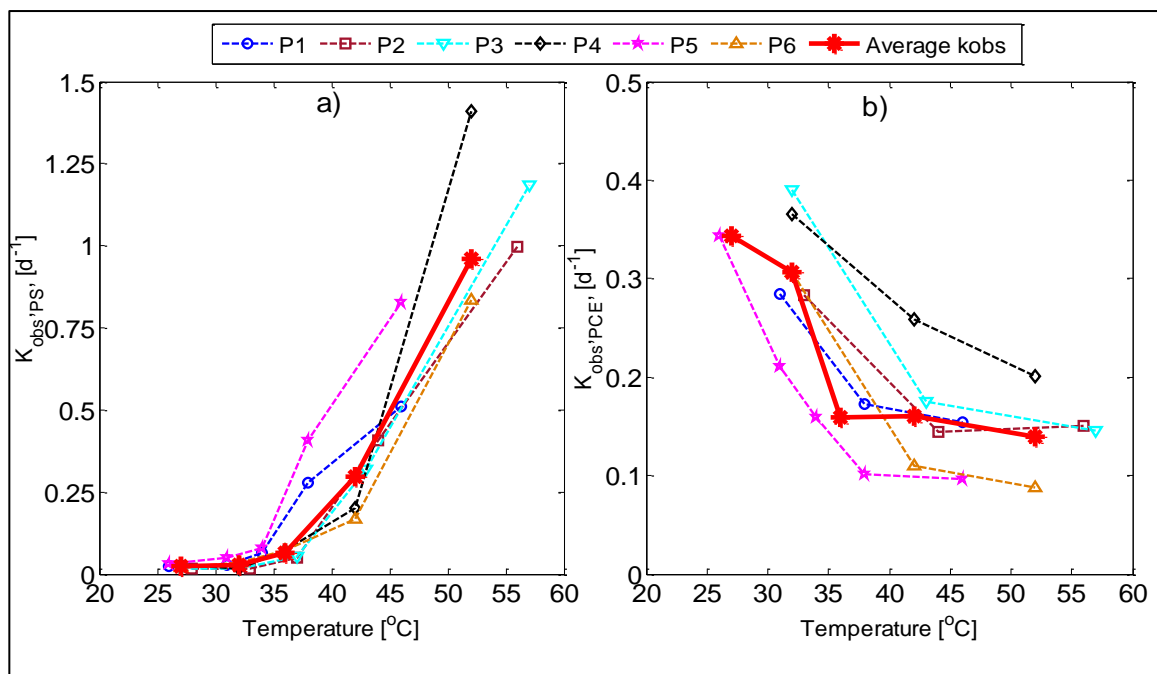 P1 P2 P3 P4 P5 P6 Average kobs
a)
1.5
1.25
1
0.75
0.5
0.25
0
20 25 30 35 40 45 50 55 60
Temperature [°C]
K_obs'PS' [d^-1]
b)
0.5
0.4
0.3
0.2
0.1
0
20 25 30 35 40 45 50 55 60
Temperature [°C]
K_obs'PCE' [d^-1]